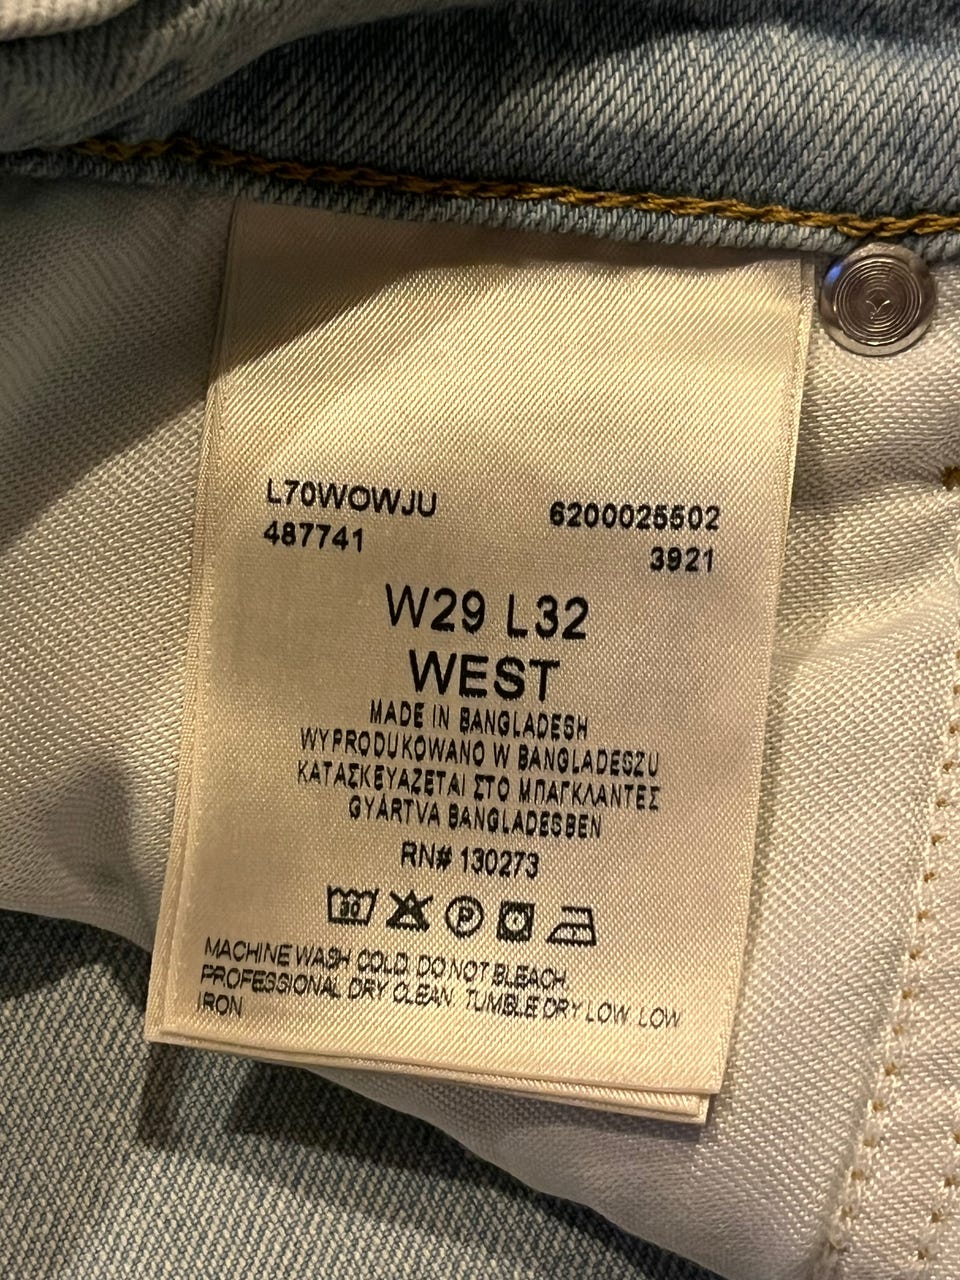 L70WOWJU 6200025502
487741 3921
W29 L32
WEST
MADE IN BANGLADESH
WYPRODUKOWANO W BANGLADESZU
ΚΑΤΑΣΚΕΥΑΖΕΤΑΙ ΣΤΟ ΜΠΑΓΚΛΑΝΤΕΣ
GYÁRTVA BANGLADESBEN
RN# 130273
30 P
MACHINE WASH COLD. DO NOT BLEACH.
PROFESSIONAL DRY CLEAN. TUMBLE DRY LOW. LOW
IRON